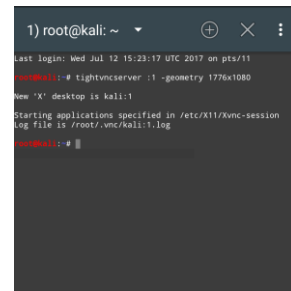 1) root@kali: ~
Last login: Wed Jul 12 15:23:17 UTC 2017 on pts/11
root@kali:~# tightvncserver :1 -geometry 1776x1080
New 'X' desktop is kali:1
Starting applications specified in /etc/X11/Xvnc-session
Log file is /root/.vnc/kali:1.log
root@kali:~#